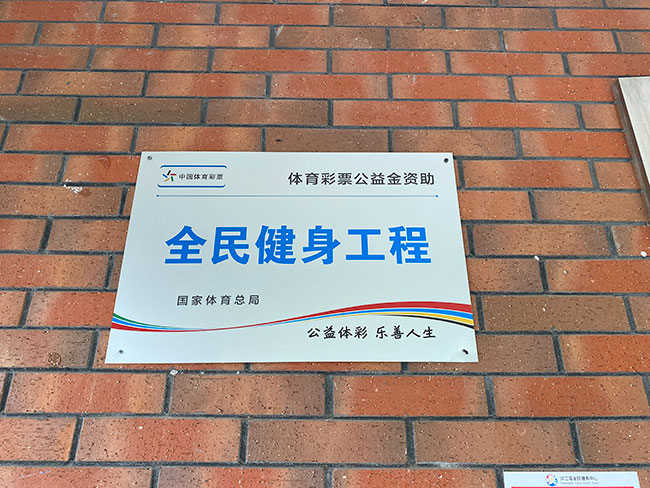 中国体育彩票
体育彩票公益金资助
全民健身工程
国家体育总局
公益体彩 乐善人生